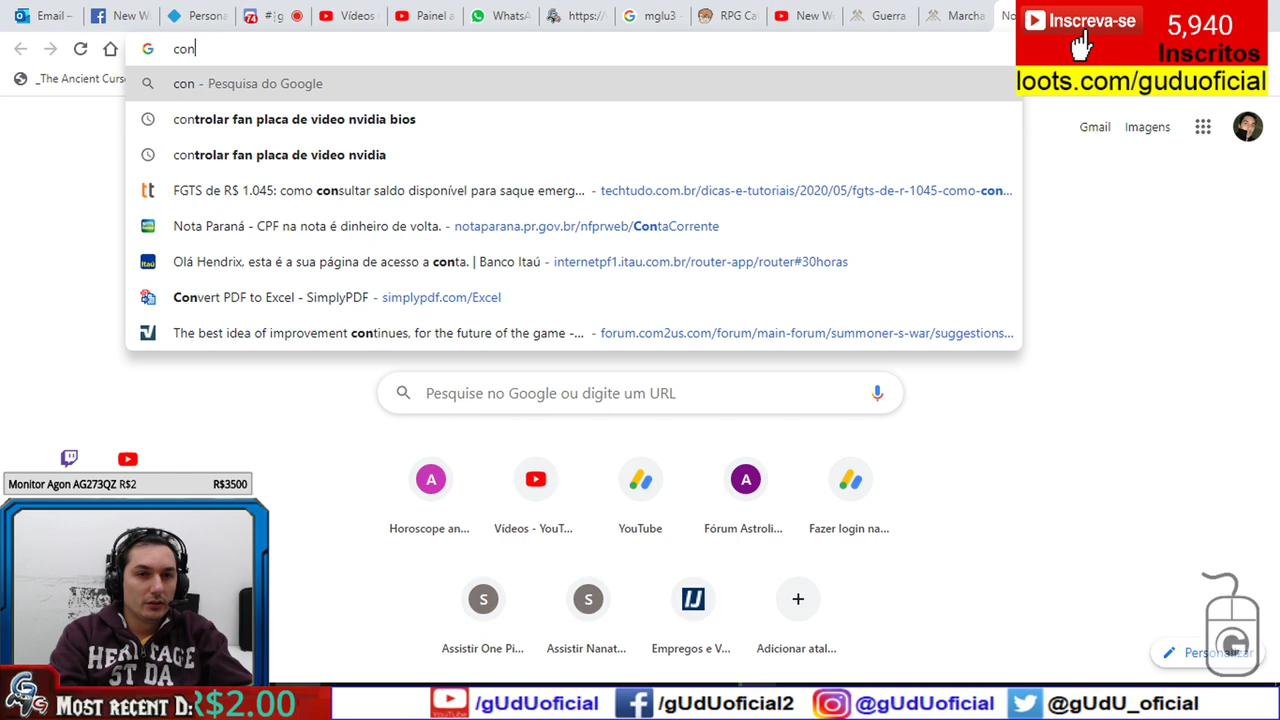 Email –
New W
Persona
74
#
g
Vídeos
Painel a
WhatsA
https:/
mglu3 -
RPG Ca
New W
Guerra
Marcha
No
con
_The Ancient Curs
con - Pesquisa do Google
controlar fan placa de video nvidia bios
controlar fan placa de video nvidia
FGTS de R$ 1.045: como consultar saldo disponível para saque emerg... - techtudo.com.br/dicas-e-tutoriais/2020/05/fgts-de-r-1045-como-con...
Nota Paraná - CPF na nota é dinheiro de volta. - notaparana.pr.gov.br/nfprweb/ContaCorrente
Olá Hendrix, esta é a sua página de acesso a conta. | Banco Itaú - internetpf1.itau.com.br/router-app/router#30horas
Convert PDF to Excel - SimplyPDF - simplypdf.com/Excel
The best idea of improvement continues, for the future of the game -... - forum.com2us.com/forum/main-forum/summoner-s-war/suggestions...
Inscreva-se
5,940
Inscritos
loots.com/guduoficial
Gmail
Imagens
Pesquise no Google ou digite um URL
A
A
Horoscope an...
Vídeos - YouT...
YouTube
Fórum Astroli...
Fazer login na...
S
S
Assistir One Pi...
Assistir Nanat...
Empregos e V...
Adicionar atal...
Personalizar
Monitor Agon AG273QZ R$2
R$3500
HERITAGE
ST DA
Most recent D:
R$2.00
/gUdUoficial
/gUdUoficial2
@gUdUoficial
@gUdU_oficial